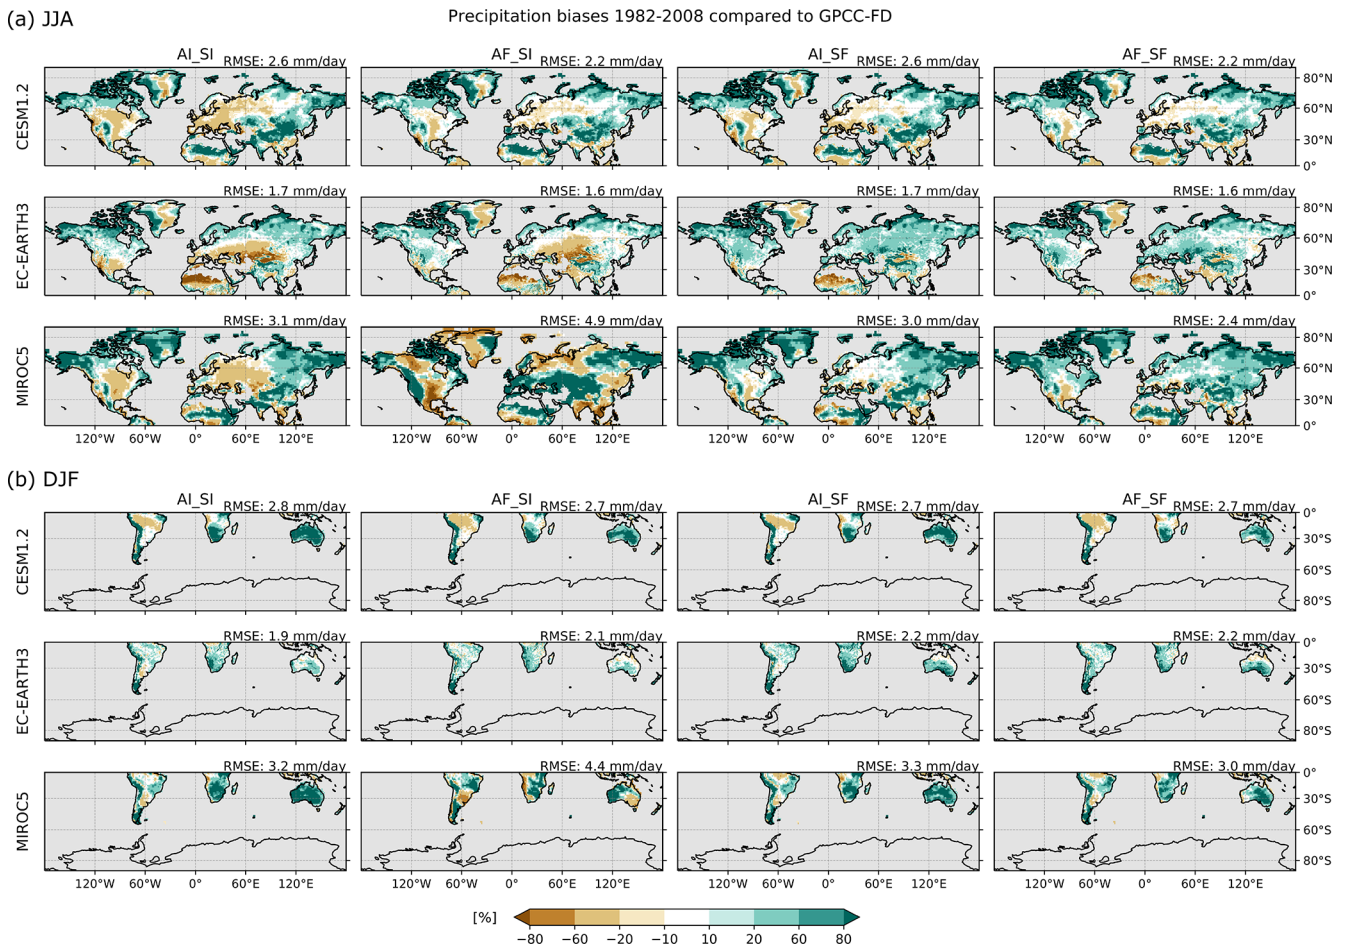 Precipitation biases 1982-2008 compared to GPCC-FD
(a) JJA
AI_SI RMSE: 2.6 mm/day AF_SI RMSE: 2.2 mm/day AI_SF RMSE: 2.6 mm/day AF_SF RMSE: 2.2 mm/day
CESM1.2
80°N
60°N
30°N
0°
RMSE: 1.7 mm/day RMSE: 1.6 mm/day RMSE: 1.7 mm/day RMSE: 1.6 mm/day
EC-EARTH3
80°N
60°N
30°N
0°
RMSE: 3.1 mm/day RMSE: 4.9 mm/day RMSE: 3.0 mm/day RMSE: 2.4 mm/day
MIROC5
80°N
60°N
30°N
0°
120°W 60°W 0° 60°E 120°E 120°W 60°W 0° 60°E 120°E 120°W 60°W 0° 60°E 120°E 120°W 60°W 0° 60°E 120°E
(b) DJF
AI_SI RMSE: 2.8 mm/day AF_SI RMSE: 2.7 mm/day AI_SF RMSE: 2.7 mm/day AF_SF RMSE: 2.7 mm/day
CESM1.2
0°
30°S
60°S
80°S
RMSE: 1.9 mm/day RMSE: 2.1 mm/day RMSE: 2.2 mm/day RMSE: 2.2 mm/day
EC-EARTH3
0°
30°S
60°S
80°S
RMSE: 3.2 mm/day RMSE: 4.4 mm/day RMSE: 3.3 mm/day RMSE: 3.0 mm/day
MIROC5
0°
30°S
60°S
80°S
120°W 60°W 0° 60°E 120°E 120°W 60°W 0° 60°E 120°E 120°W 60°W 0° 60°E 120°E 120°W 60°W 0° 60°E 120°E
[%]
−80 −60 −20 −10 10 20 60 80